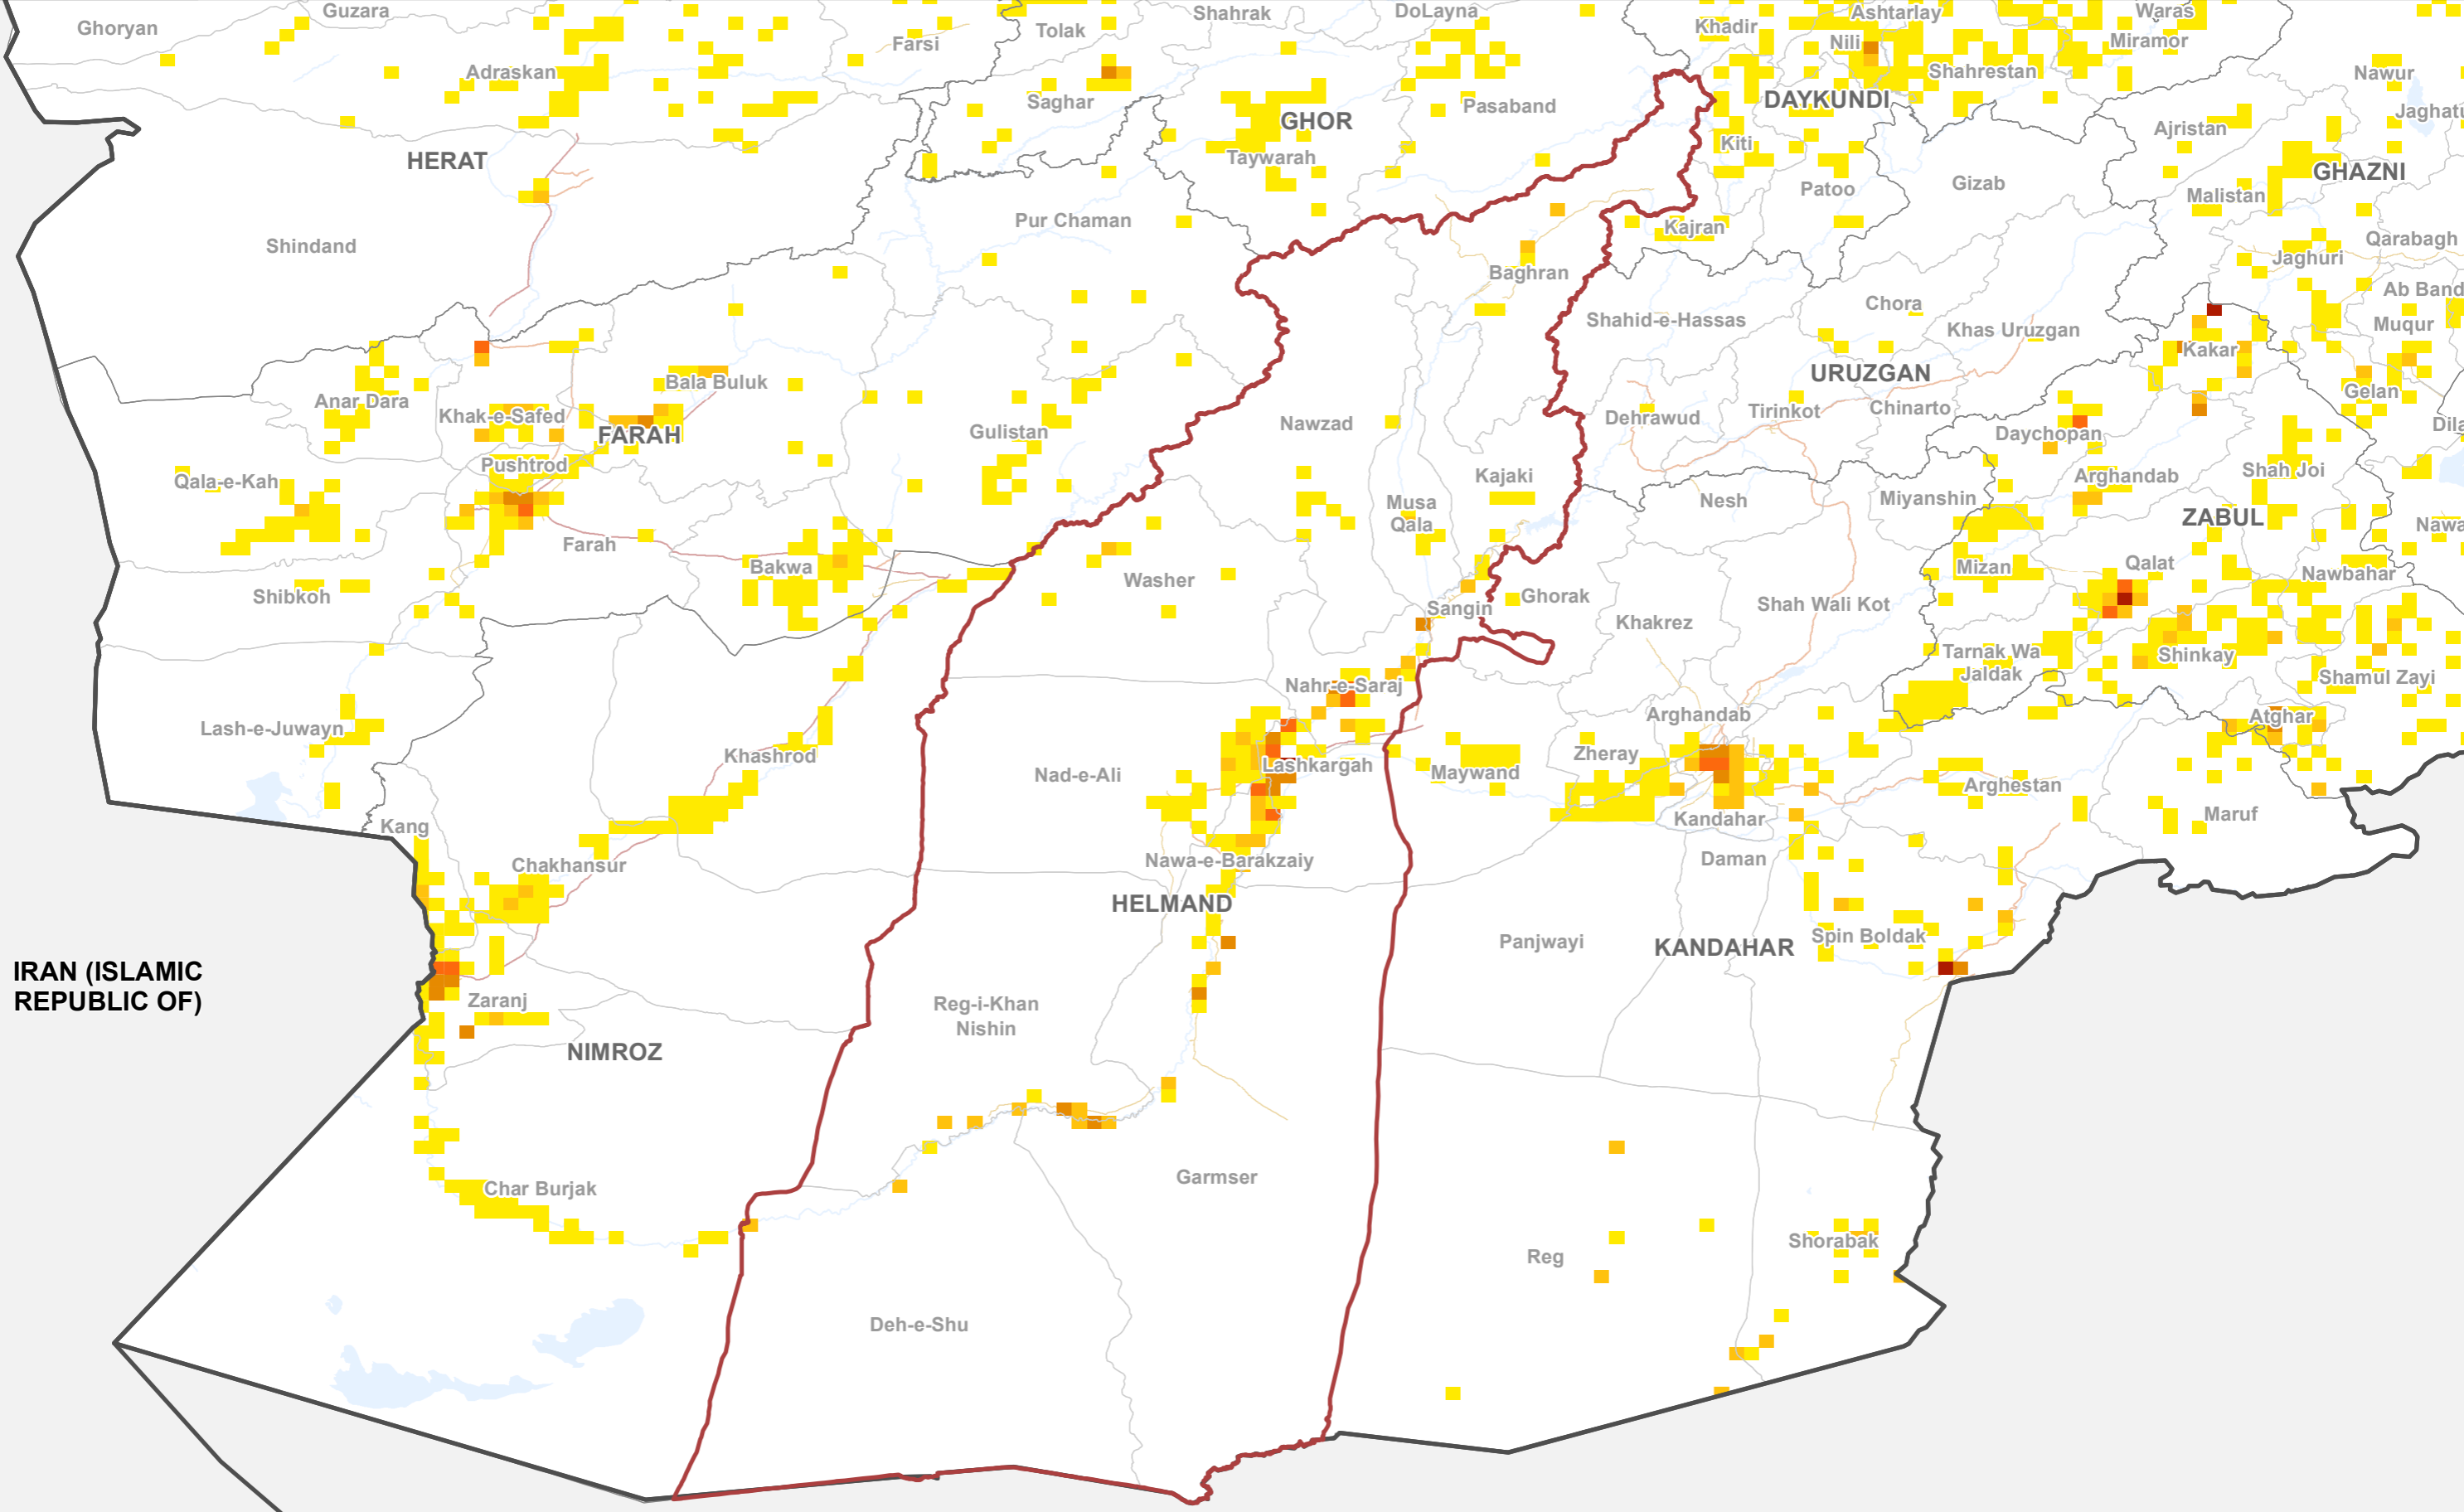 Guzara
Shahrak
DoLayna
Ashtarlay
Waras
Ghoryan
Tolak
Khadir
Farsi
Nili
Miramor
Adraskan
Shahrestan
Nawur
Saghar
Pasaband
DAYKUNDI
GHOR
Ajristan
Jaghatu
HERAT
Taywarah
Kiti
GHAZNI
Patoo
Gizab
Malistan
Pur Chaman
Kajran
Shindand
Qarabagh
Jaghuri
Baghran
Ab Band
Chora
Shahid-e-Hassas
Khas Uruzgan
Muqur
Kakar
URUZGAN
Bala Buluk
Anar Dara
Gelan
Khak-e-Safed
Nawzad
Dehrawud
Tirinkot
Chinarto
FARAH
Gulistan
Daychopan
Pushtrod
Qala-e-Kah
Kajaki
Arghandab
Shah Joi
Musa
Qala
Nesh
Miyanshin
ZABUL
Farah
Bakwa
Washer
Mizan
Qalat
Nawbahar
Shibkoh
Sangin
Ghorak
Shah Wali Kot
Khakrez
Tarnak Wa
Jaldak
Shinkay
Shamul Zayi
Nahr-e-Saraj
Arghandab
Atghar
Lash-e-Juwayn
Khashrod
Nad-e-Ali
Lashkargah
Maywand
Zheray
Arghestan
Kang
Kandahar
Maruf
Chakhansur
Nawa-e-Barakzaiy
Daman
HELMAND
Panjwayi
KANDAHAR
Spin Boldak
IRAN (ISLAMIC
REPUBLIC OF)
Zaranj
Reg-i-Khan
Nishin
NIMROZ
Garmser
Char Burjak
Shorabak
Reg
Deh-e-Shu